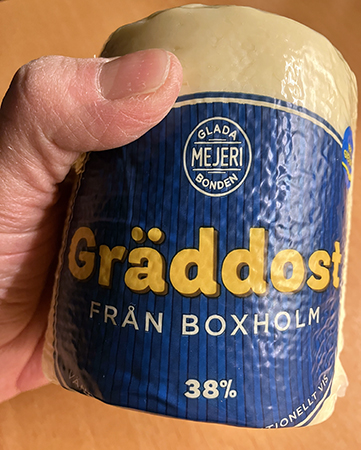 GLADA
MEJERI
BONDEN
Gräddost
FRÅN BOXHOLM
38%